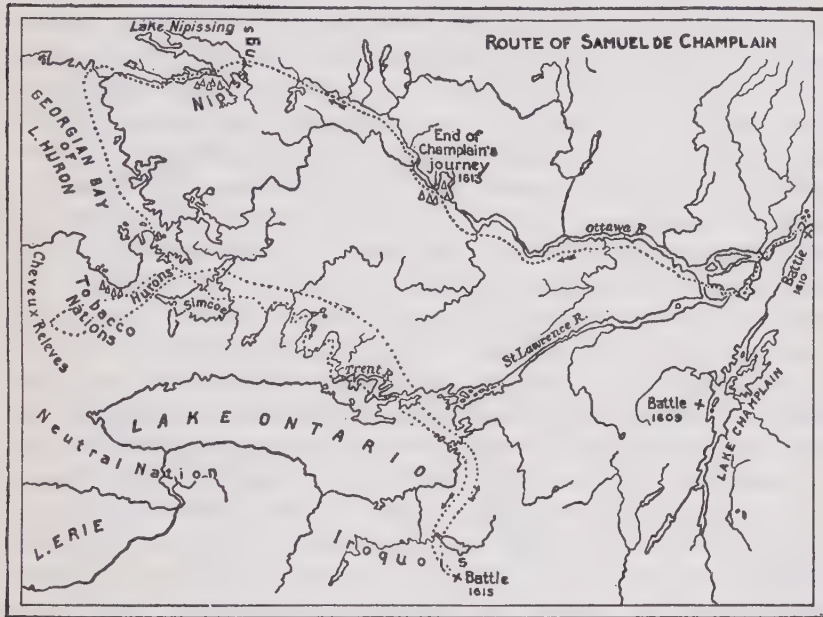 ROUTE OF SAMUEL DE CHAMPLAIN
Lake Nipissing
GEORGIAN BAY
OF
L. HURON
End of
Champlain's
journey
1613
Ottawa R
Battle
1610
Cheveux Releves
de
Tobacco
Nations
Hurons
Simcoe
St. Lawrence R.
Trent R
LAKE ONTARIO
Battle
1609
LAKE CHAMPLAIN
Neutral Nation
L. ERIE
Iroquois
Battle
1615